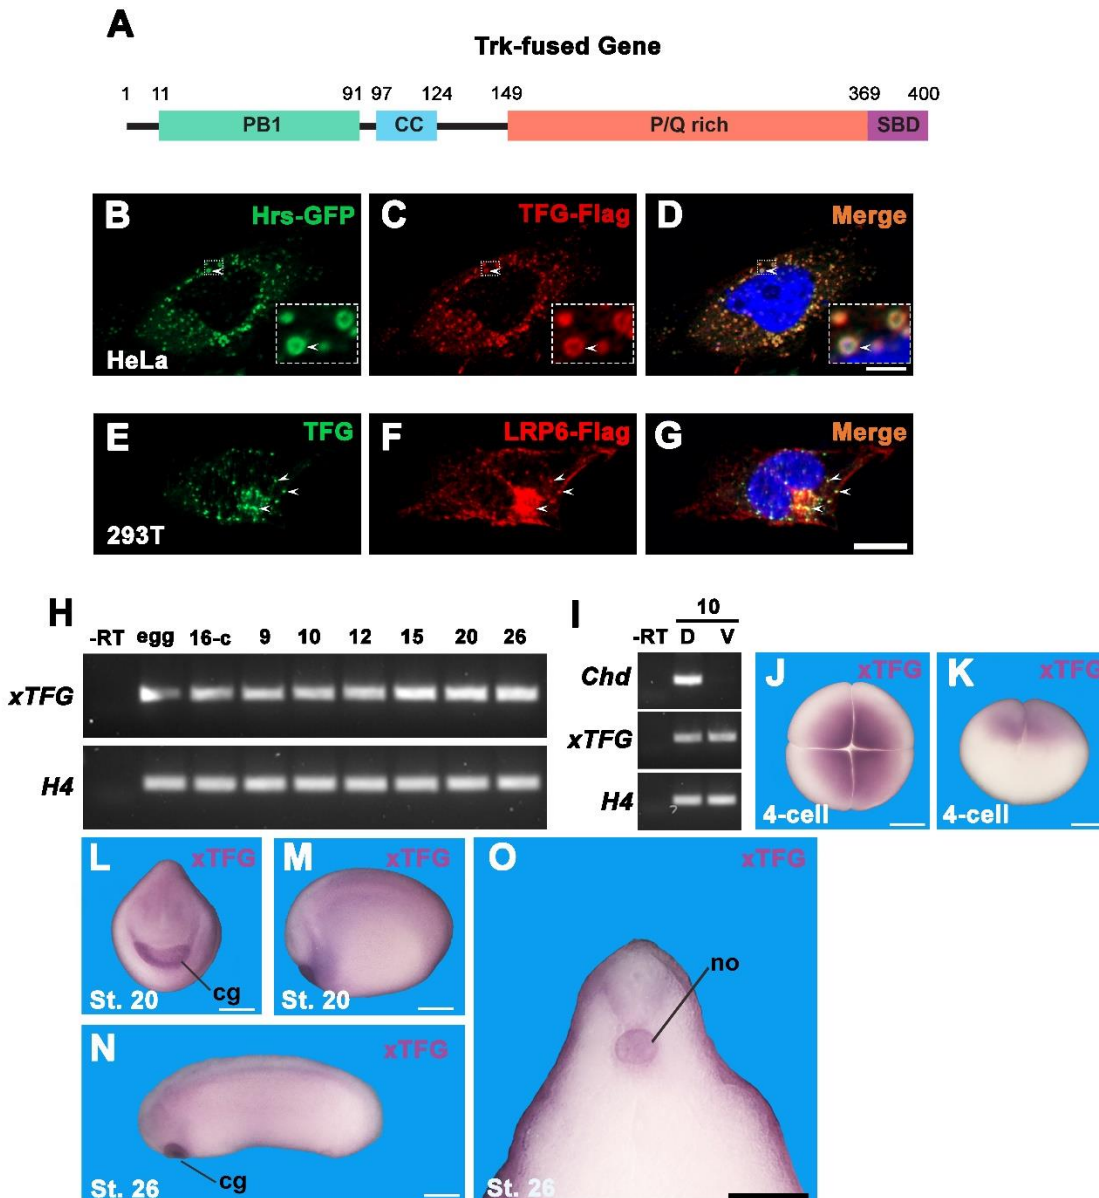 A
Trk-fused Gene
1 11 91 97 124 149 369 400
PB1 CC P/Q rich SBD
B Hrs-GFP C TFG-Flag D Merge
HeLa
E TFG F LRP6-Flag G Merge
293T
H
-RT egg 16-c 9 10 12 15 20 26
xTFG
H4
I 10
-RT D V
Chd
xTFG
H4
J xTFG
4-cell
K xTFG
4-cell
L xTFG
cg
St. 20
M xTFG
St. 20
N xTFG
cg
St. 26
O xTFG
no
St. 26